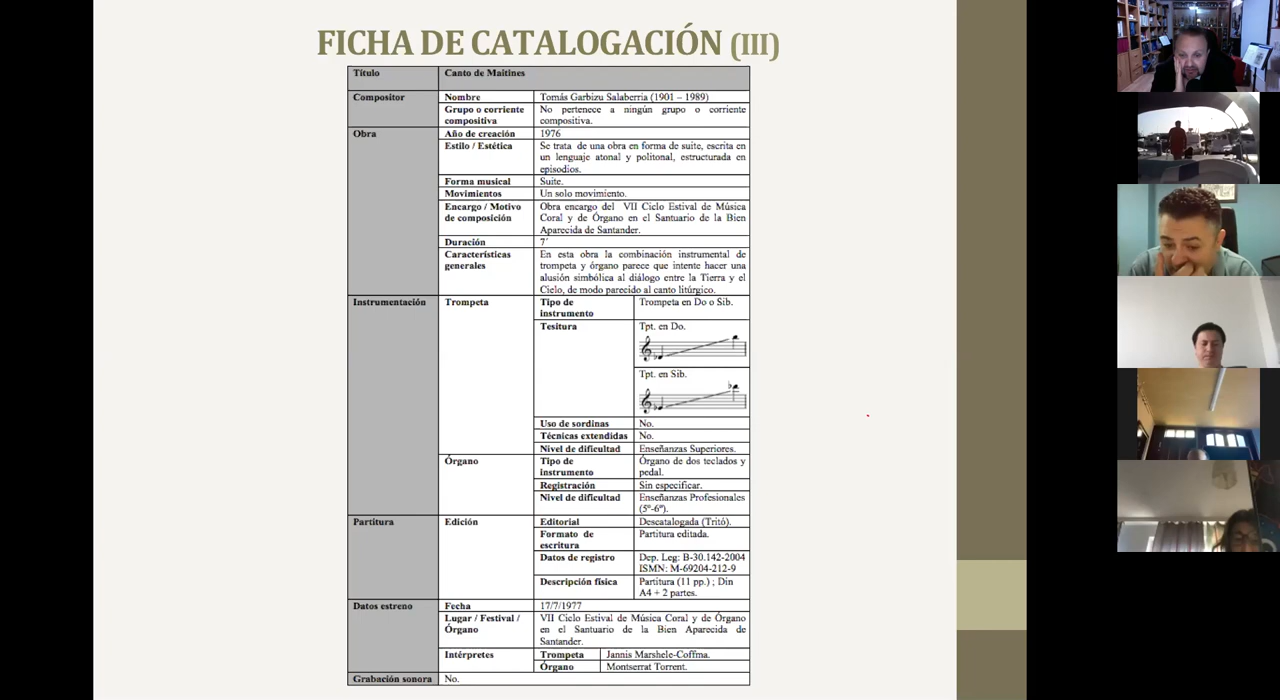 FICHA DE CATALOGACIÓN (III)
Título Canto de Maitines
Compositor Nombre Tomás Garbizu Salaberria (1901 – 1989)
Grupo o corriente No pertenece a ningún grupo o corriente
compositiva compositiva.
Obra Año de creación 1976
Estilo / Estética Se trata de una obra en forma de suite, escrita en
un lenguaje atonal y politonal, estructurada en
episodios.
Forma musical Suite.
Movimientos Un solo movimiento.
Encargo / Motivo Obra encargo del VII Ciclo Estival de Música
de composición Coral y de Órgano en el Santuario de la Bien
Aparecida de Santander.
Duración 7´
Características En esta obra la combinación instrumental de
generales trompeta y órgano parece que intente hacer una
alusión simbólica al diálogo entre la Tierra y el
Cielo, de modo parecido al canto litúrgico.
Instrumentación Trompeta Tipo de Trompeta en Do o Sib.
instrumento
Tesitura Tpt. en Do.
Tpt. en Sib.
Uso de sordinas No.
Técnicas extendidas No.
Nivel de dificultad Enseñanzas Superiores.
Órgano Tipo de Órgano de dos teclados y
instrumento pedal.
Registración Sin especificar.
Nivel de dificultad Enseñanzas Profesionales
(5º-6º).
Partitura Edición Editorial Descatalogada (Tritó).
Formato de Partitura editada.
escritura
Datos de registro Dep. Leg: B-30.142-2004
ISMN: M-69204-212-9
Descripción física Partitura (11 pp.) ; Din
A4 + 2 partes.
Datos estreno Fecha 17/7/1977
Lugar / Festival / VII Ciclo Estival de Música Coral y de Órgano
Órgano en el Santuario de la Bien Aparecida de
Santander.
Intérpretes Trompeta Jannis Marshele-Coffma.
Órgano Montserrat Torrent.
Grabación sonora No.